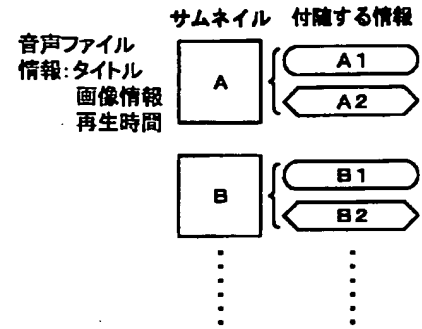 サムネイル 付随する情報
音声ファイル
情報:タイトル
画像情報
再生時間
A
A1
A2
B
B1
B2